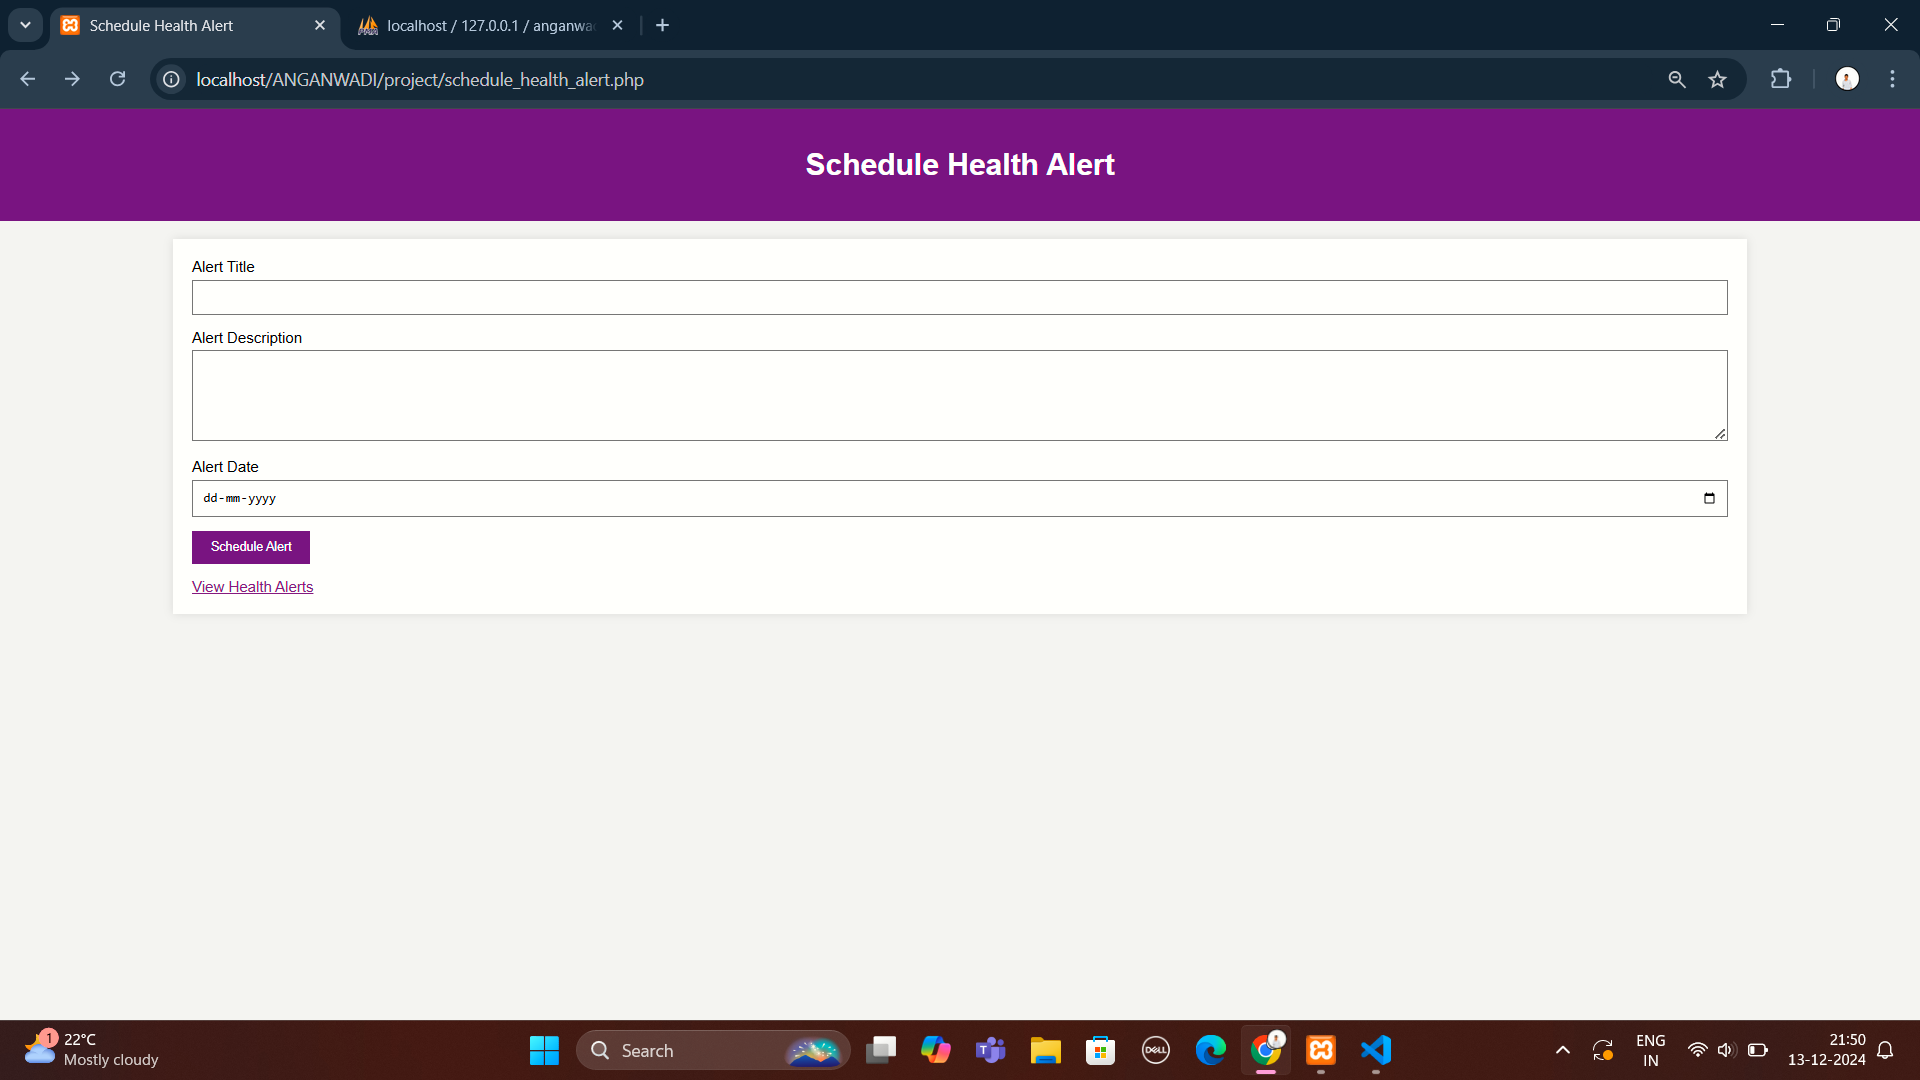 Schedule Health Alert
localhost / 127.0.0.1 / anganwa
localhost/ANGANWADI/project/schedule_health_alert.php
Schedule Health Alert
Alert Title
Alert Description
Alert Date
dd-mm-yyyy
Schedule Alert
View Health Alerts
1
22°C
Mostly cloudy
Search
T
DELL
ENG
IN
21:50
13-12-2024